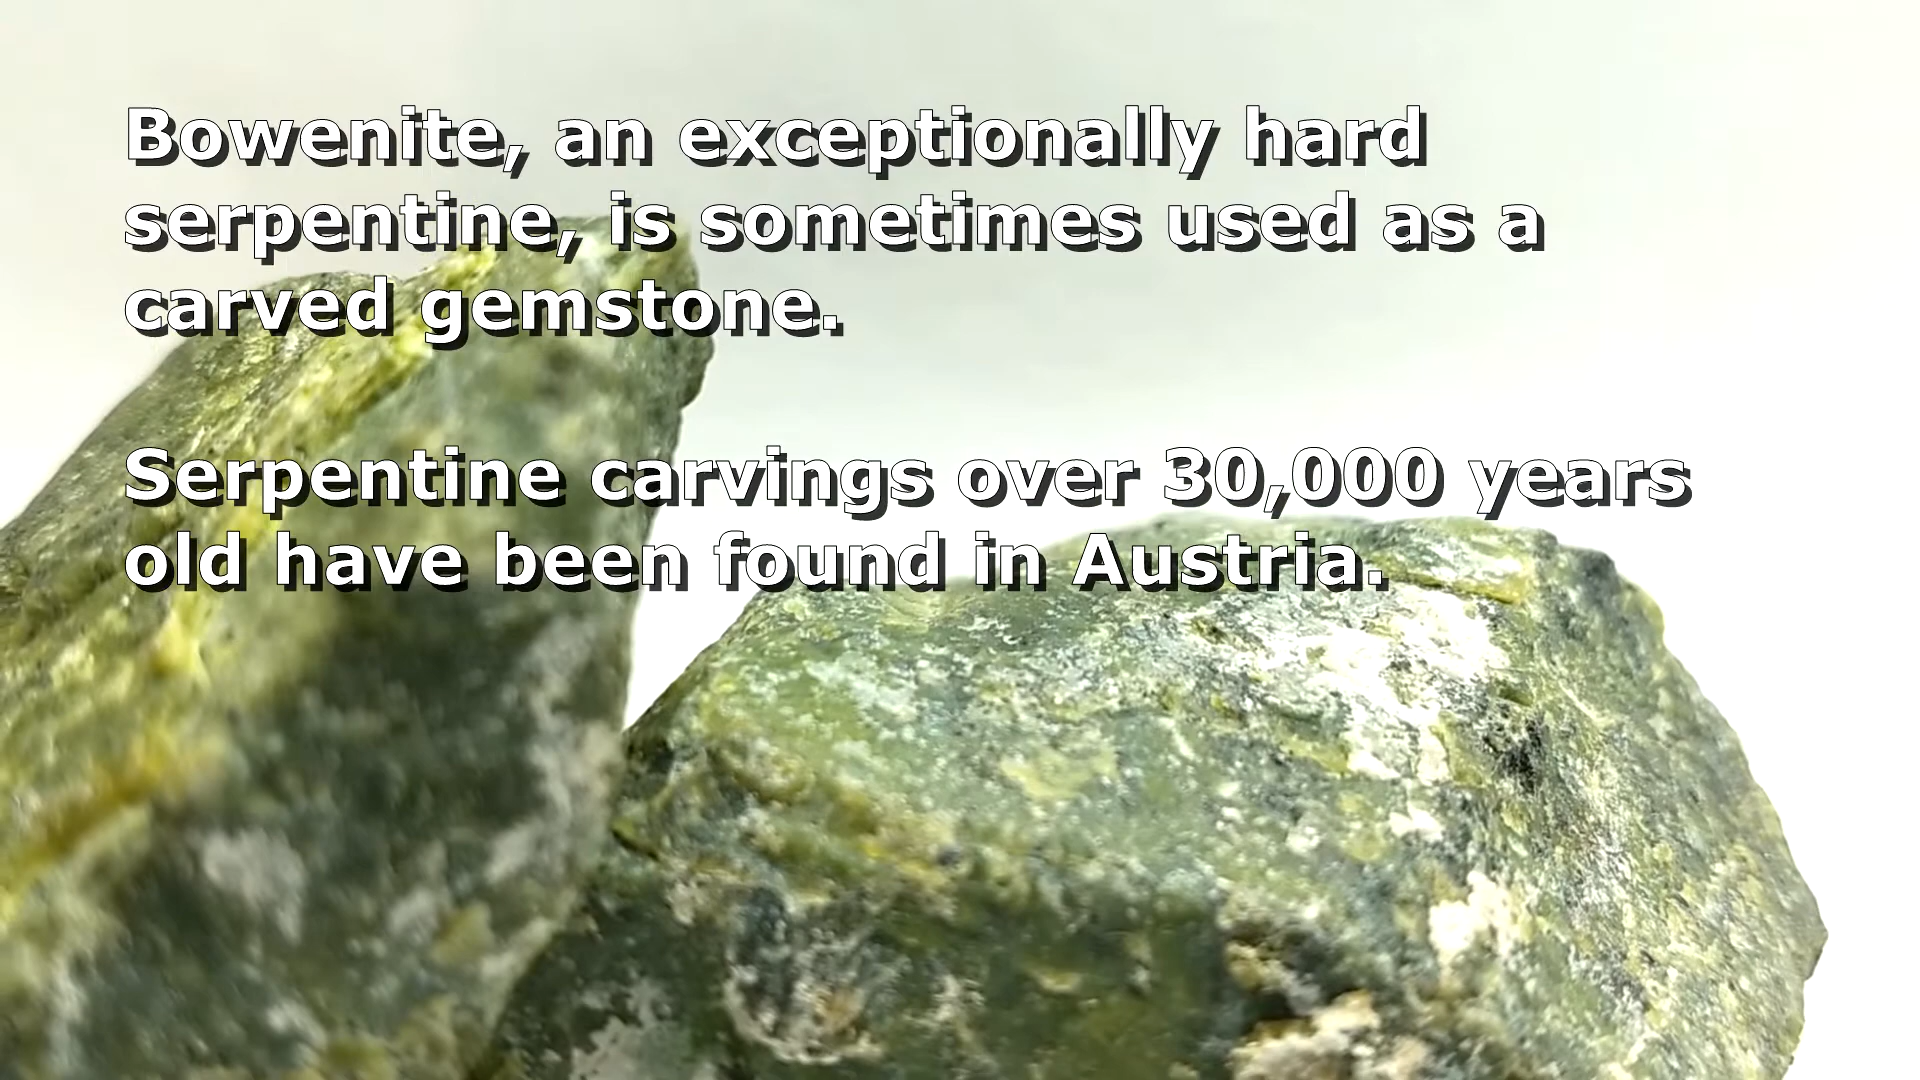 Bowenite, an exceptionally hard
serpentine, is sometimes used as a
carved gemstone.
Serpentine carvings over 30,000 years
old have been found in Austria.